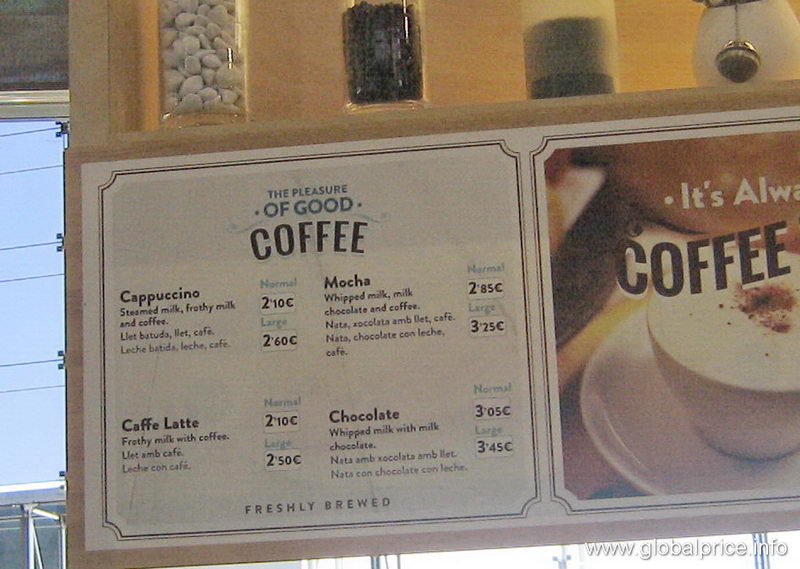 THE PLEASURE
· OF GOOD ·
COFFEE
Cappuccino
Steamed milk, frothy milk
and coffee.
Llet batuda, llet, cafè.
Leche batida, leche, café.
Normal
2'10€
Large
2'60€
Mocha
Whipped milk, milk
chocolate and coffee.
Nata, xocolata amb llet, cafè.
Nata, chocolate con leche,
café.
Normal
2'85€
Large
3'25€
Caffe Latte
Frothy milk with coffee.
Llet amb cafè.
Leche con café.
Normal
2'10€
Large
2'50€
Chocolate
Whipped milk with milk
chocolate.
Nata amb xocolata amb llet.
Nata con chocolate con leche.
Normal
3'05€
Large
3'45€
FRESHLY BREWED
· It's Alwa
COFFEE
www.globalprice.info